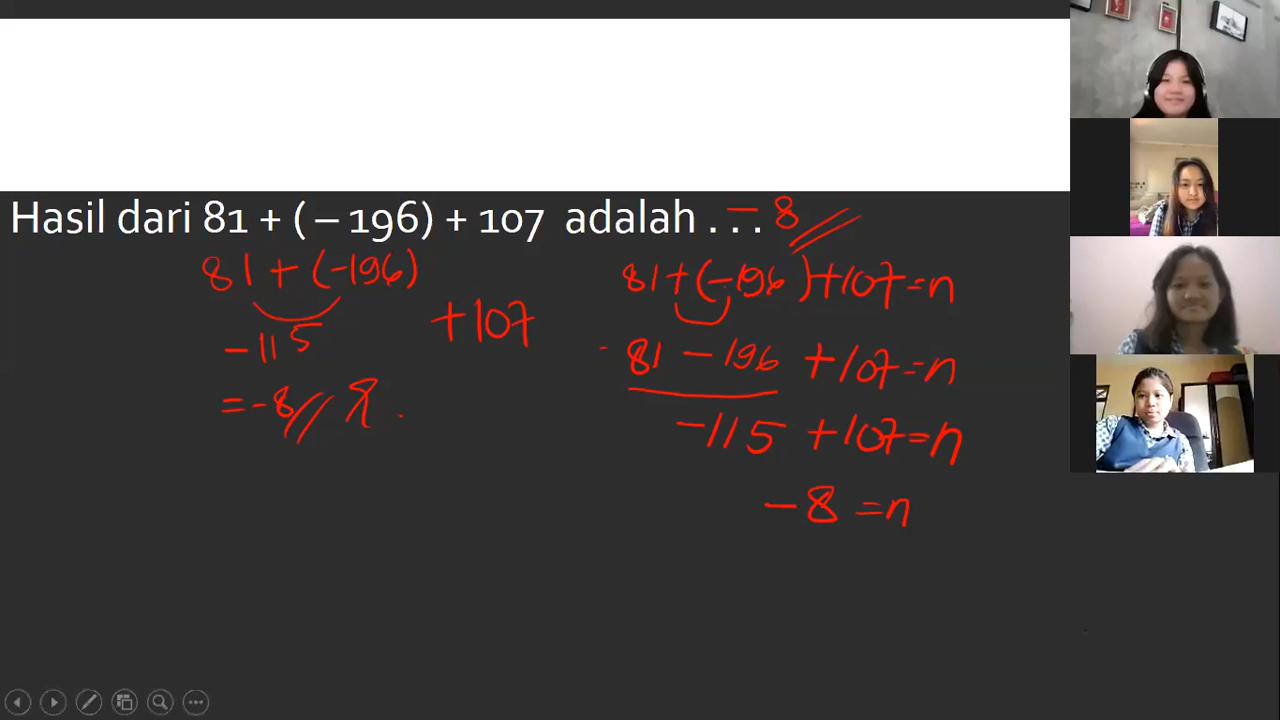 Hasil dari 81 + ( – 196) + 107 adalah . . . – 8
81 + (-196)
+107
-115
= -8
81+(-196)+107=n
81 - 196 +107=n
-115 +107=n
-8 =n